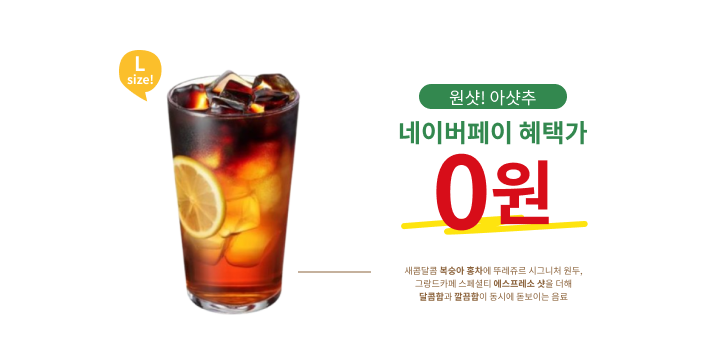 L
size!
원샷! 아샷추
네이버페이 혜택가
0원
새콤달콤 복숭아 홍차에 뚜레쥬르 시그니처 원두,
그랑드카페 스페셜티 에스프레소 샷을 더해
달콤함과 깔끔함이 동시에 돋보이는 음료